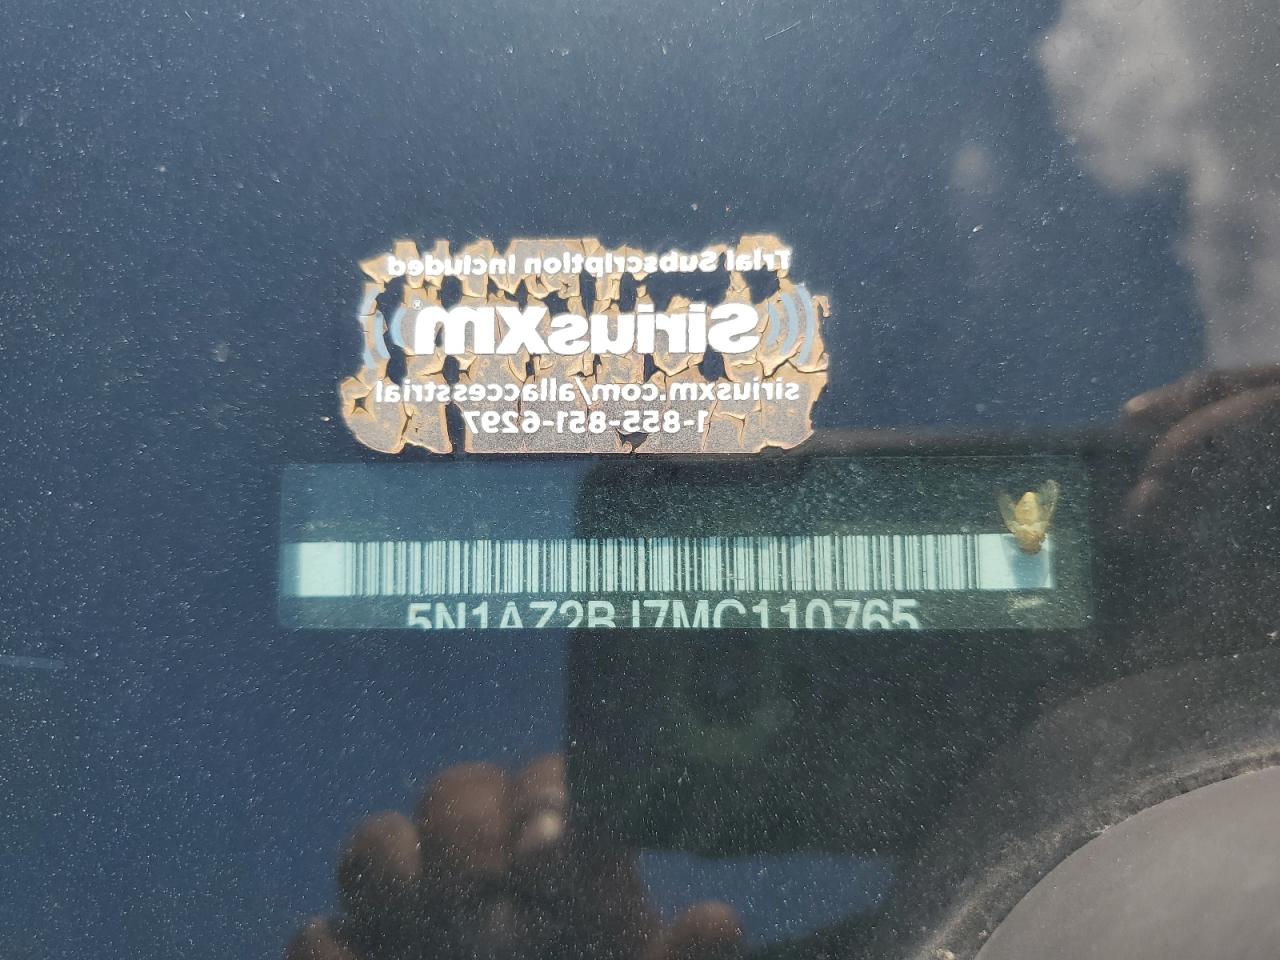 Trial Subscription Included
SiriusXm®
siriusxm.com/allaccesstrial
1-855-851-6297
5N1AZ2BJ7MC110765